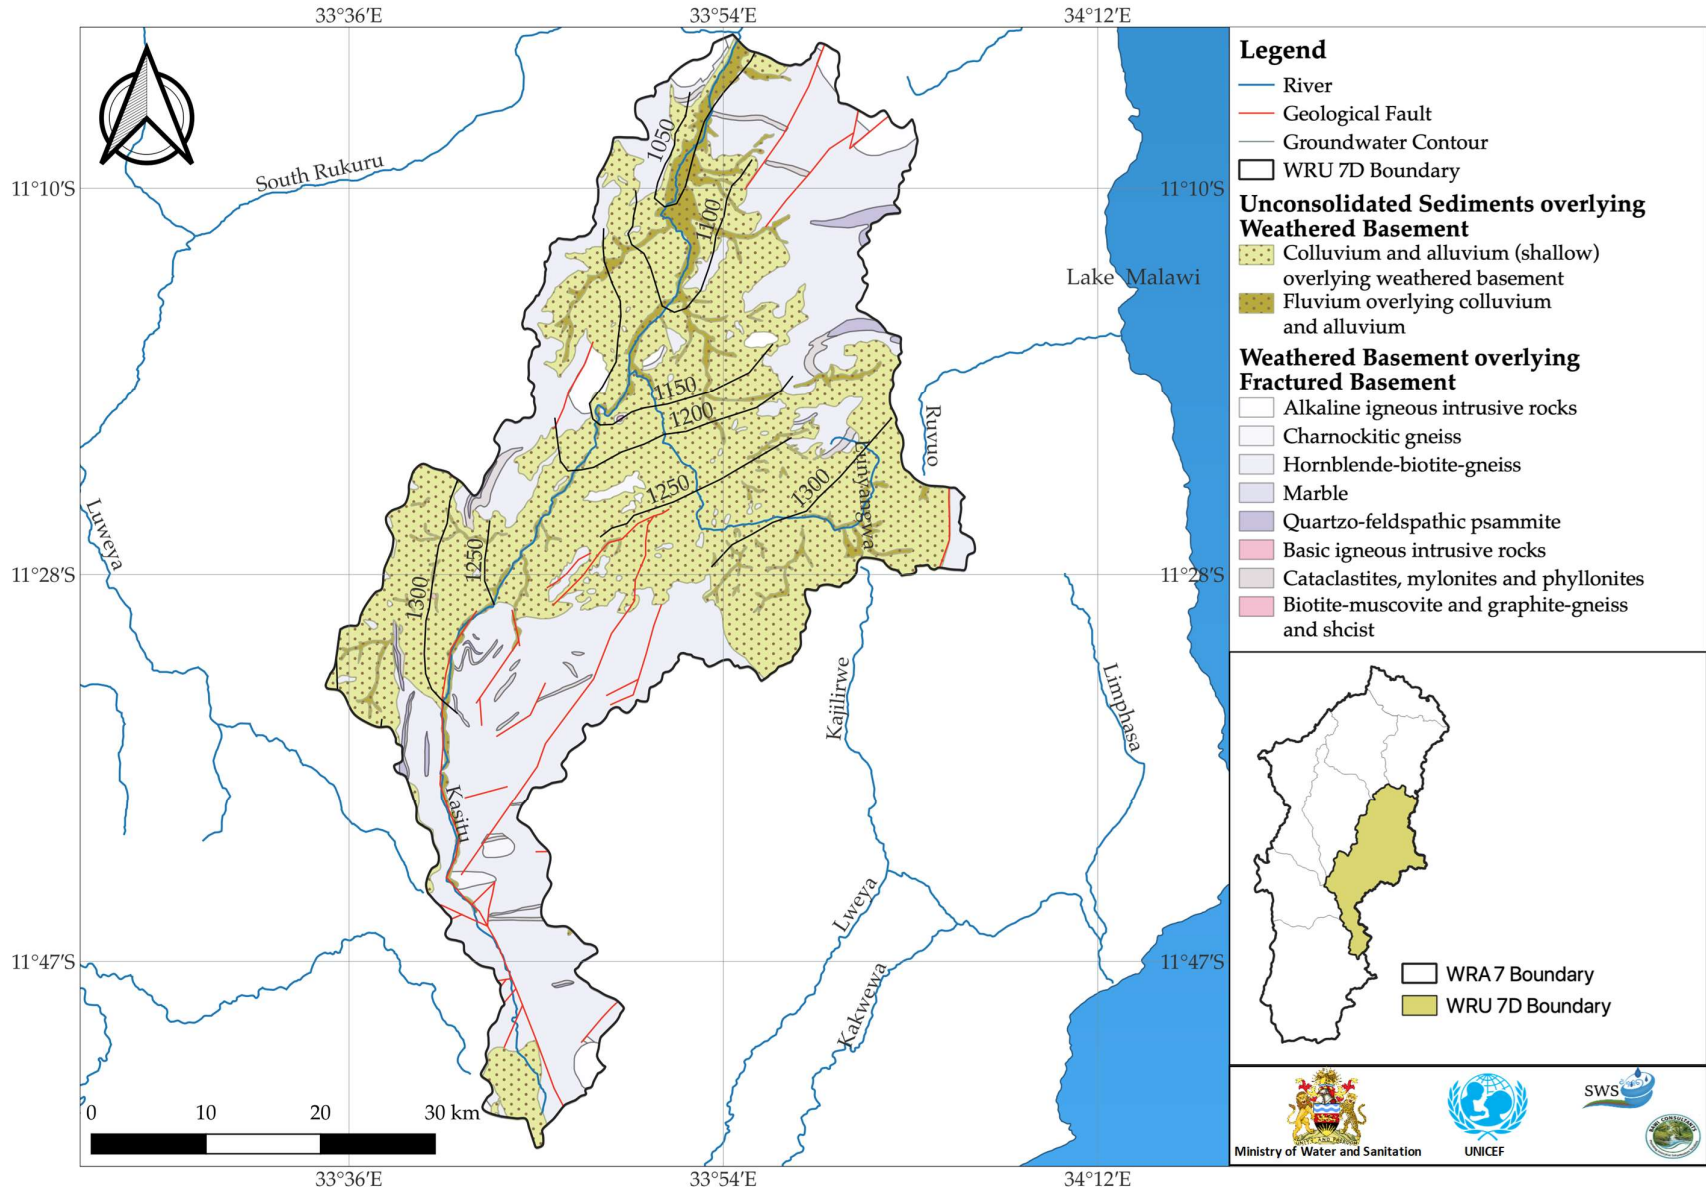 33°36'E
33°54'E
34°12'E
11°10'S
11°10'S
11°28'S
11°28'S
11°47'S
11°47'S
33°36'E
33°54'E
34°12'E
South Rukuru
Lake Malawi
Ruvuo
Luweya
Lunyangwa
Kajilirwe
Limphasa
Kasitu
Lweya
Kakwewa
1050
1100
1150
1200
1250
1300
1250
1300
0 10 20 30 km
Legend
River
Geological Fault
Groundwater Contour
WRU 7D Boundary
Unconsolidated Sediments overlying
Weathered Basement
Colluvium and alluvium (shallow)
overlying weathered basement
Fluvium overlying colluvium
and alluvium
Weathered Basement overlying
Fractured Basement
Alkaline igneous intrusive rocks
Charnockitic gneiss
Hornblende-biotite-gneiss
Marble
Quartzo-feldspathic psammite
Basic igneous intrusive rocks
Cataclastites, mylonites and phyllonites
Biotite-muscovite and graphite-gneiss
and shcist
WRA 7 Boundary
WRU 7D Boundary
Ministry of Water and Sanitation
UNICEF
SWS